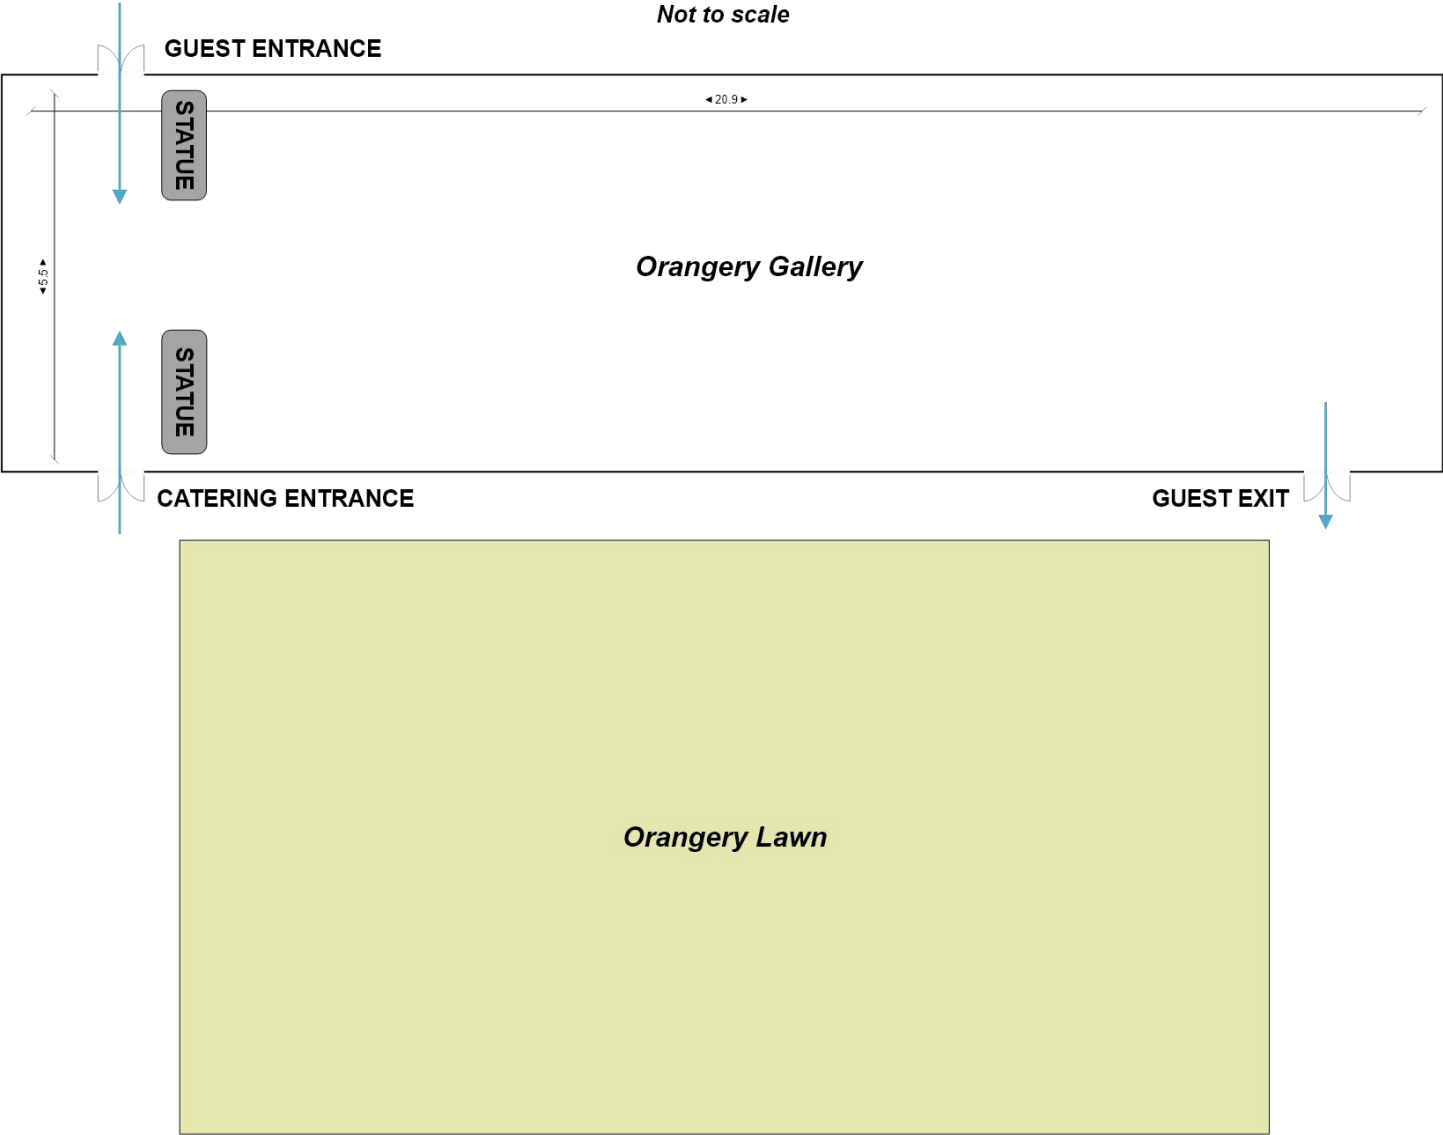 Not to scale
GUEST ENTRANCE
◄ 20.9 ►
STATUE
Orangery Gallery
◄5.5►
STATUE
CATERING ENTRANCE
GUEST EXIT
Orangery Lawn